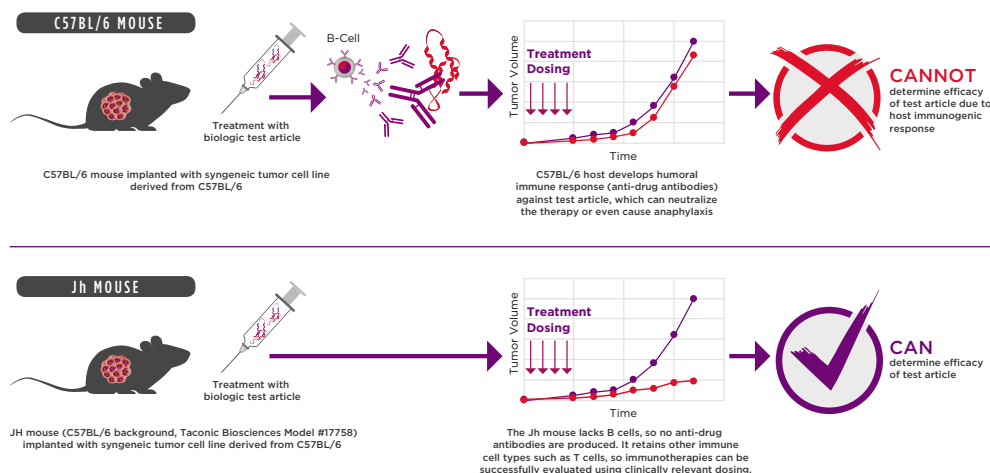 C57BL/6 MOUSE
B-Cell
Treatment with
biologic test article
C57BL/6 mouse implanted with syngeneic tumor cell line
derived from C57BL/6
Tumor Volume
Treatment
Dosing
Time
C57BL/6 host develops humoral
immune response (anti-drug antibodies)
against test article, which can neutralize
the therapy or even cause anaphylaxis
CANNOT
determine efficacy
of test article due to
host immunogenic
response
Jh MOUSE
Treatment with
biologic test article
JH mouse (C57BL/6 background, Taconic Biosciences Model #17758)
implanted with syngeneic tumor cell line derived from C57BL/6
Tumor Volume
Treatment
Dosing
Time
The Jh mouse lacks B cells, so no anti-drug
antibodies are produced. It retains other immune
cell types such as T cells, so immunotherapies can be
successfully evaluated using clinically relevant dosing.
CAN
determine efficacy
of test article